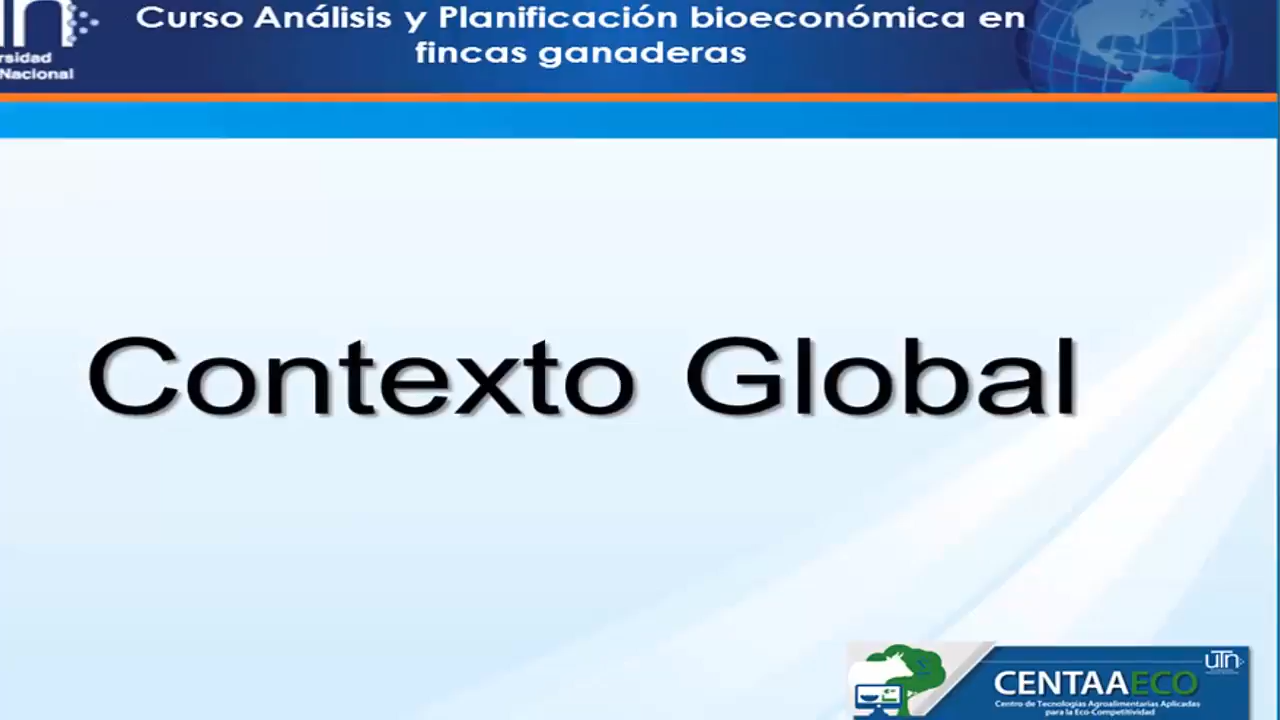 Curso Análisis y Planificación bioeconómica en
fincas ganaderas
Nacional
Contexto Global
UTN
CENTAAECO
Centro de Tecnologías Agroalimentarias Aplicadas
para la Eco-Competitividad